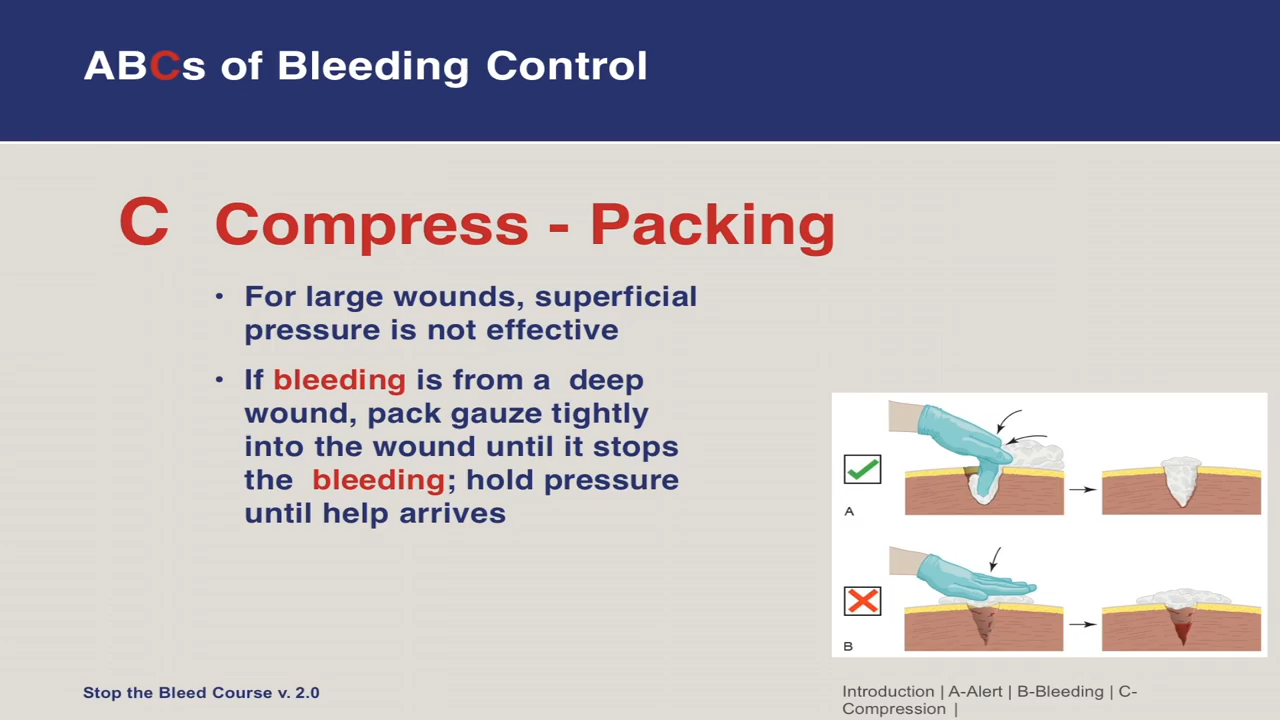 ABCs of Bleeding Control
C Compress - Packing
• For large wounds, superficial
pressure is not effective
• If bleeding is from a deep
wound, pack gauze tightly
into the wound until it stops
the bleeding; hold pressure
until help arrives
A
B
Stop the Bleed Course v. 2.0
Introduction | A-Alert | B-Bleeding | C-
Compression |